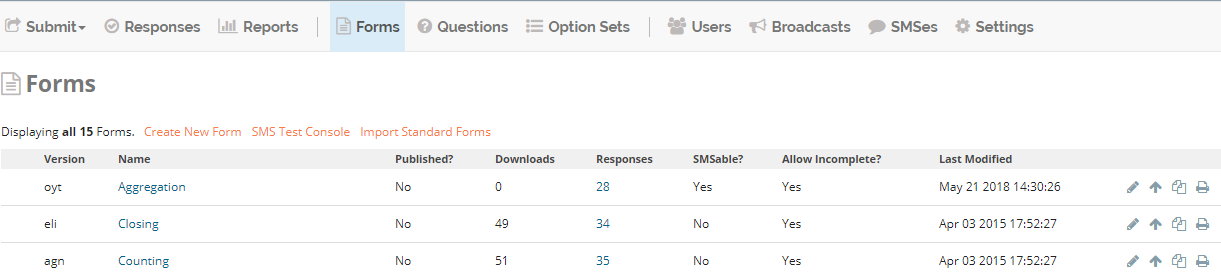 Submit Responses Reports Forms Questions Option Sets Users Broadcasts SMSes Settings
Forms
Displaying all 15 Forms. Create New Form SMS Test Console Import Standard Forms
Version Name Published? Downloads Responses SMSable? Allow Incomplete? Last Modified
oyt Aggregation No 0 28 Yes Yes May 21 2018 14:30:26
eli Closing No 49 34 No Yes Apr 03 2015 17:52:27
agn Counting No 51 35 No Yes Apr 03 2015 17:52:27